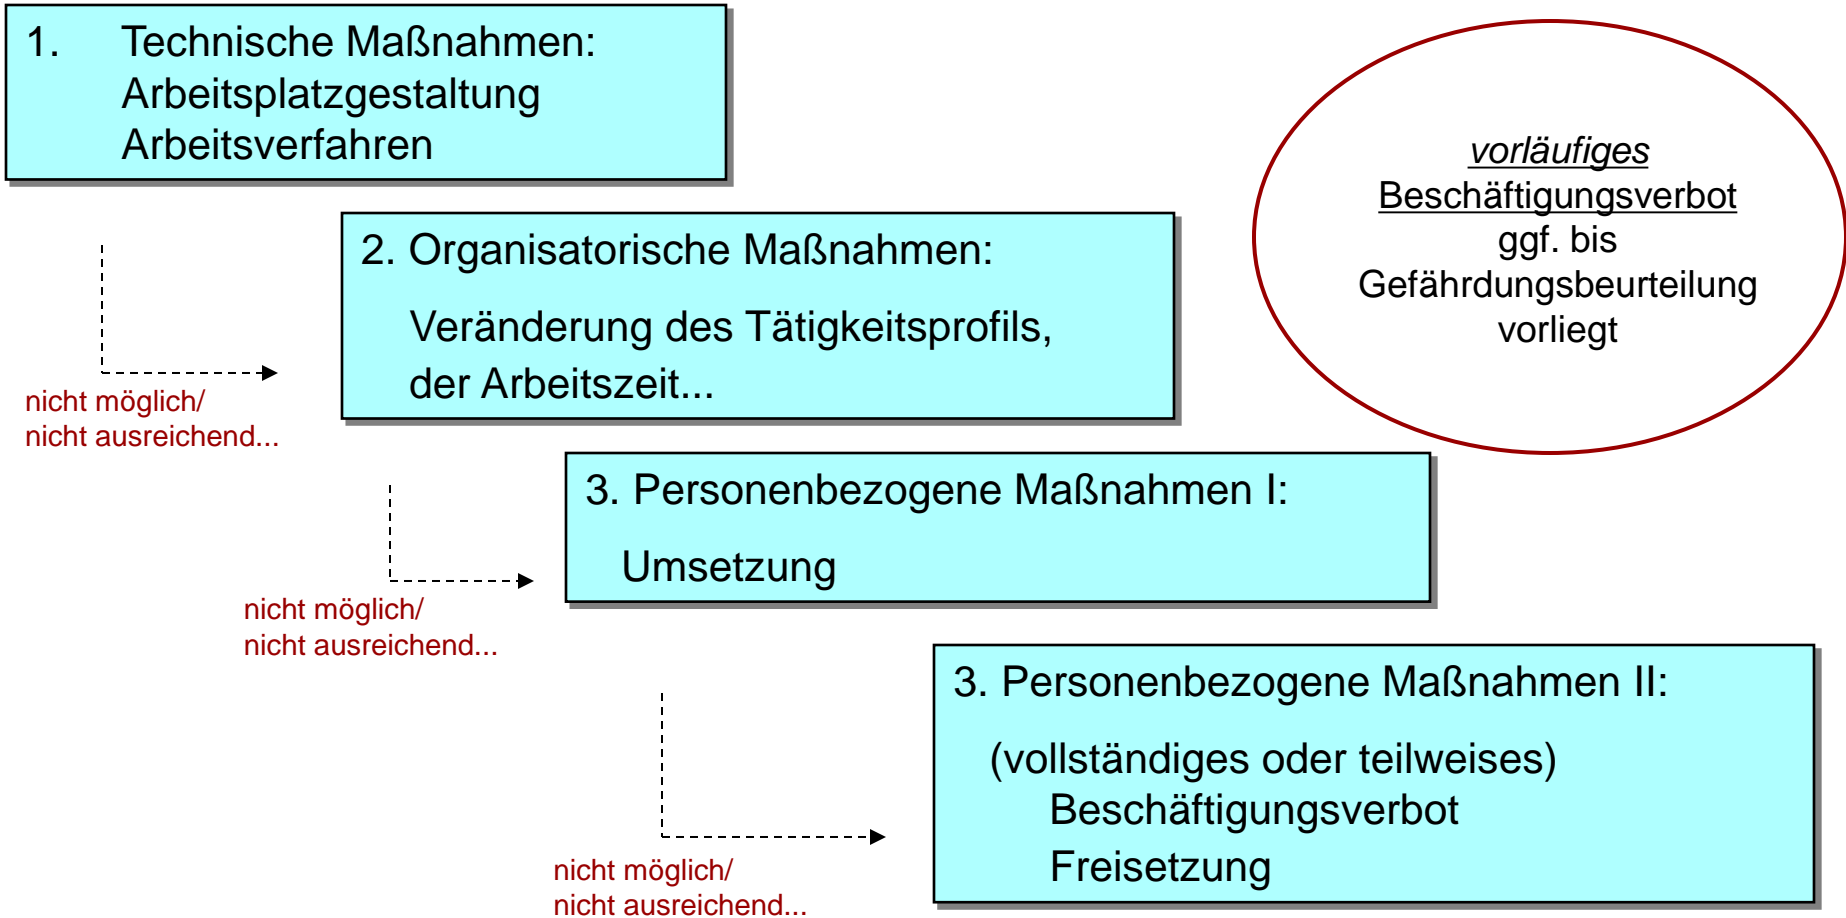 1. Technische Maßnahmen:
Arbeitsplatzgestaltung
Arbeitsverfahren
vorläufiges
Beschäftigungsverbot
ggf. bis
Gefährdungsbeurteilung
vorliegt
2. Organisatorische Maßnahmen:
Veränderung des Tätigkeitsprofils,
der Arbeitszeit...
nicht möglich/
nicht ausreichend...
3. Personenbezogene Maßnahmen I:
Umsetzung
nicht möglich/
nicht ausreichend...
3. Personenbezogene Maßnahmen II:
(vollständiges oder teilweises)
Beschäftigungsverbot
Freisetzung
nicht möglich/
nicht ausreichend...